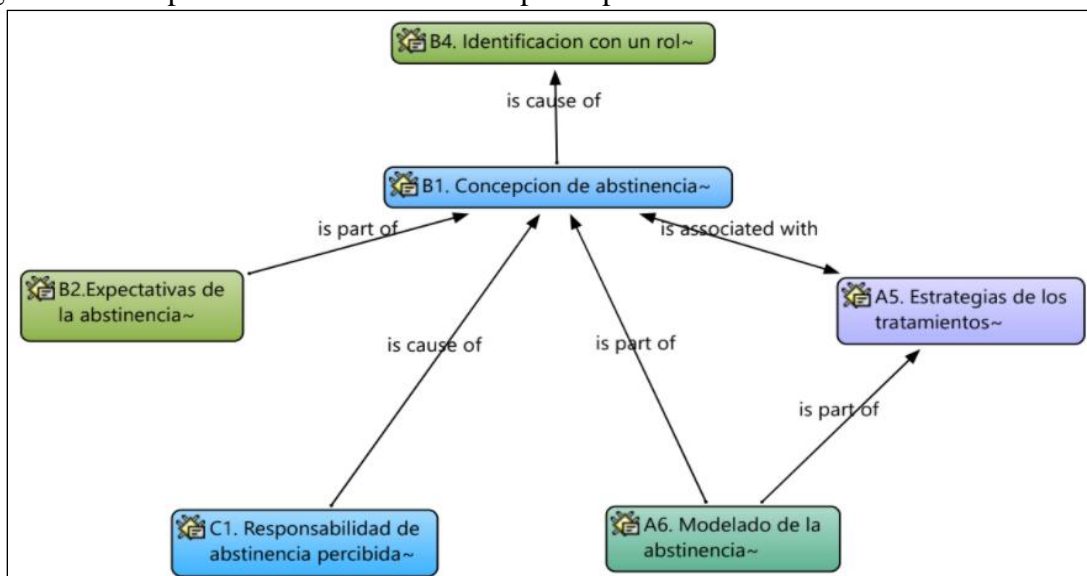 B4. Identificacion con un rol~
is cause of
B1. Concepcion de abstinencia~
is part of
is associated with
B2.Expectativas de
la abstinencia~
A5. Estrategias de los
tratamientos~
is cause of
is part of
is part of
C1. Responsabilidad de
abstinencia percibida~
A6. Modelado de la
abstinencia~